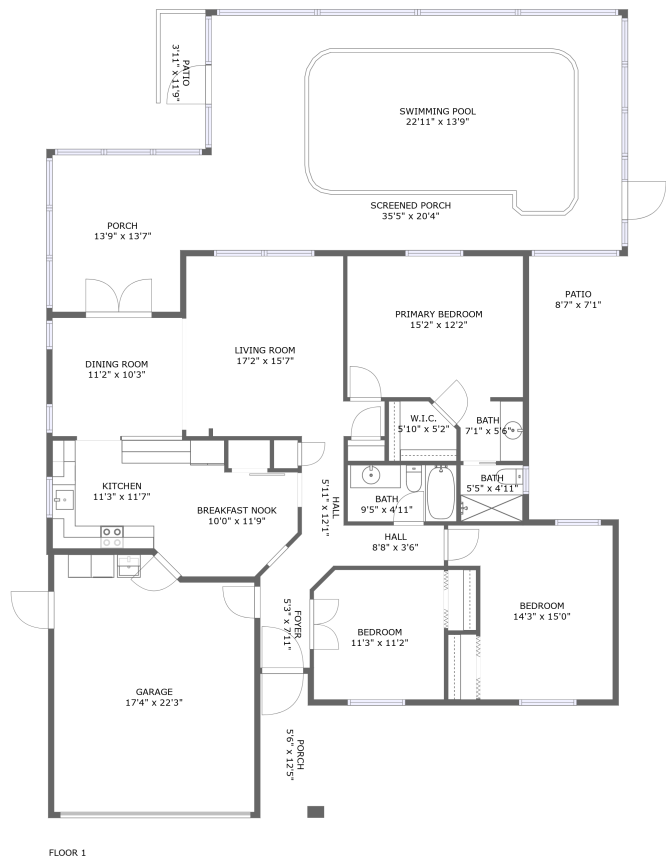 PATIO
3'11" x 11'9"
SWIMMING POOL
22'11" x 13'9"
SCREENED PORCH
35'5" x 20'4"
PORCH
13'9" x 13'7"
PATIO
8'7" x 7'1"
PRIMARY BEDROOM
15'2" x 12'2"
LIVING ROOM
17'2" x 15'7"
DINING ROOM
11'2" x 10'3"
W.I.C.
5'10" x 5'2"
BATH
7'1" x 5'6"
BATH
5'5" x 4'11"
KITCHEN
11'3" x 11'7"
BREAKFAST NOOK
10'0" x 11'9"
HALL
5'11" x 12'1"
BATH
9'5" x 4'11"
HALL
8'8" x 3'6"
FOYER
5'3" x 7'11"
BEDROOM
11'3" x 11'2"
BEDROOM
14'3" x 15'0"
GARAGE
17'4" x 22'3"
PORCH
5'6" x 12'5"
FLOOR 1